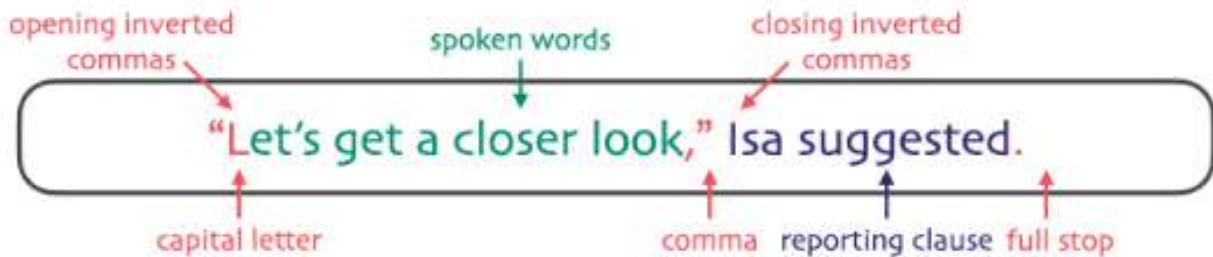 opening inverted commas
spoken words
closing inverted commas
“Let’s get a closer look,” Isa suggested.
capital letter
comma
reporting clause
full stop